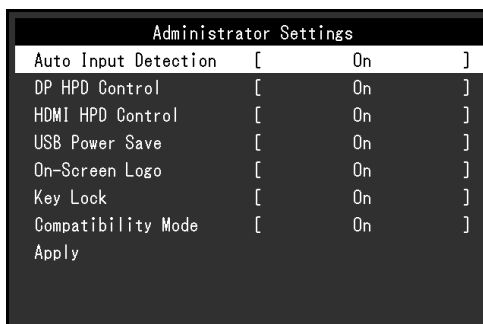 Administrator Settings
Auto Input Detection [ On ]
DP HPD Control [ On ]
HDMI HPD Control [ On ]
USB Power Save [ On ]
On-Screen Logo [ On ]
Key Lock [ On ]
Compatibility Mode [ On ]
Apply